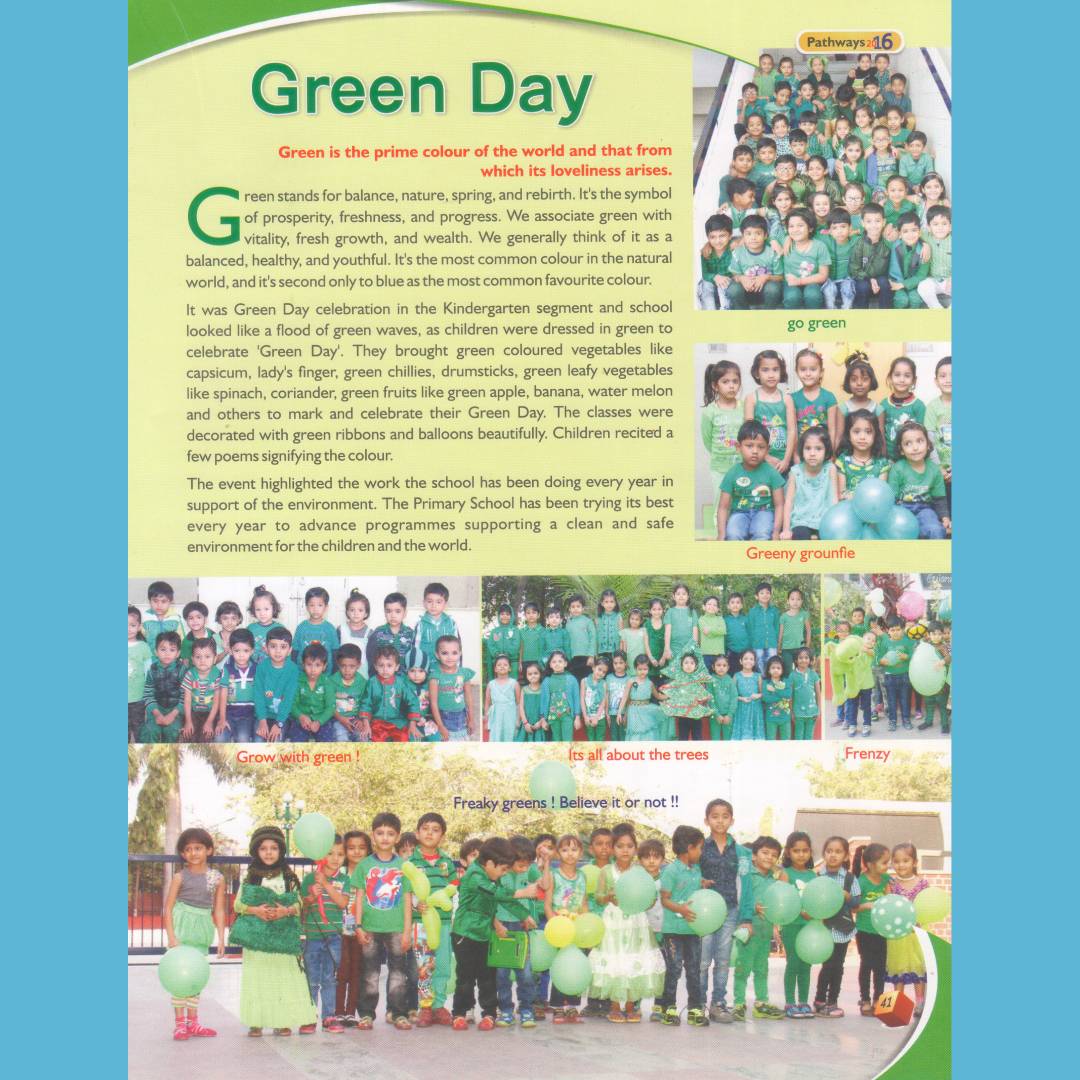 Pathways 2016
Green Day
Green is the prime colour of the world and that from
which its loveliness arises.
Green stands for balance, nature, spring, and rebirth. It's the symbol
of prosperity, freshness, and progress. We associate green with
vitality, fresh growth, and wealth. We generally think of it as a
balanced, healthy, and youthful. It's the most common colour in the natural
world, and it's second only to blue as the most common favourite colour.
It was Green Day celebration in the Kindergarten segment and school
looked like a flood of green waves, as children were dressed in green to
celebrate 'Green Day'. They brought green coloured vegetables like
capsicum, lady's finger, green chillies, drumsticks, green leafy vegetables
like spinach, coriander, green fruits like green apple, banana, water melon
and others to mark and celebrate their Green Day. The classes were
decorated with green ribbons and balloons beautifully. Children recited a
few poems signifying the colour.
The event highlighted the work the school has been doing every year in
support of the environment. The Primary School has been trying its best
every year to advance programmes supporting a clean and safe
environment for the children and the world.
go green
Greeny grounfie
Grow with green !
Its all about the trees
Frenzy
Freaky greens ! Believe it or not !!
41